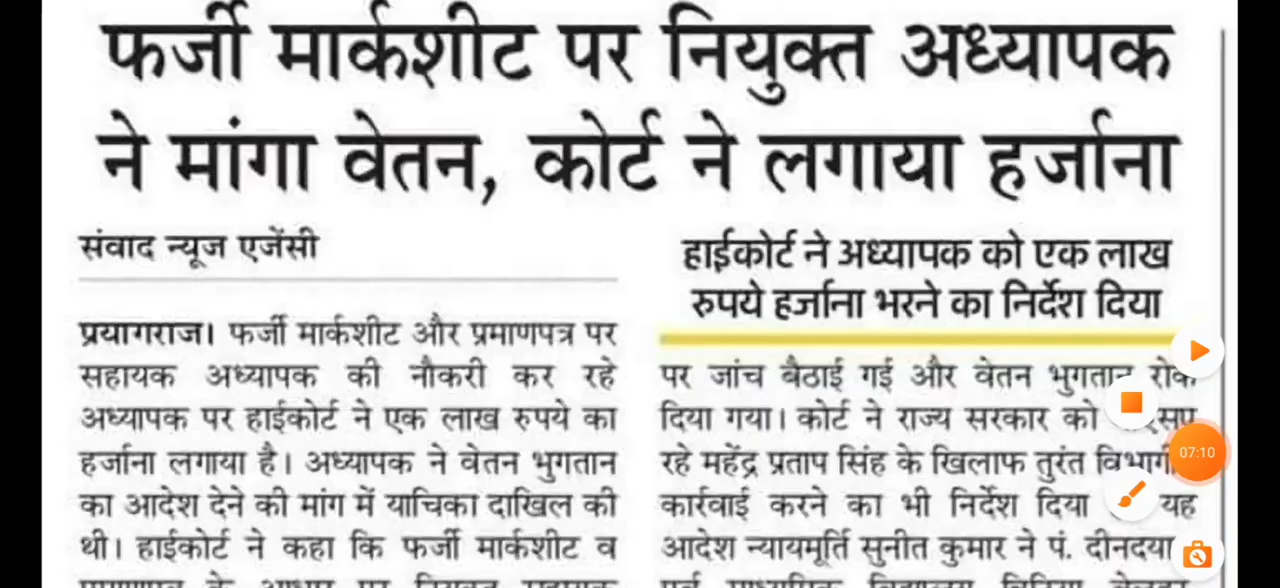 फर्जी मार्कशीट पर नियुक्त अध्यापक
ने मांगा वेतन, कोर्ट ने लगाया हर्जाना
संवाद न्यूज एजेंसी
प्रयागराज। फर्जी मार्कशीट और प्रमाणपत्र पर
सहायक अध्यापक की नौकरी कर रहे
अध्यापक पर हाईकोर्ट ने एक लाख रुपये का
हर्जाना लगाया है। अध्यापक ने वेतन भुगतान
का आदेश देने की मांग में याचिका दाखिल की
थी। हाईकोर्ट ने कहा कि फर्जी मार्कशीट व
हाईकोर्ट ने अध्यापक को एक लाख
रुपये हर्जाना भरने का निर्देश दिया
पर जांच बैठाई गई और वेतन भुगतान रोक
दिया गया। कोर्ट ने राज्य सरकार को
रहे महेंद्र प्रताप सिंह के खिलाफ तुरंत
कार्रवाई करने का भी निर्देश दिया यह
आदेश न्यायमूर्ति सुनीत कुमार ने पं.
07:10